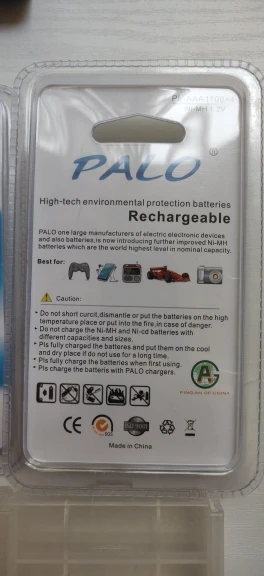 PALO
®
High-tech environmental protection batteries
Rechargeable
PALO one large manufacturers of electric electronic devices
and also batteries,is now introducing further improved Ni-MH
batteries which are the world highest level in nominal capacity.
Best for:
Caution:
• Do not short curcit,dismantle or put the batteries on the high
temperature place or put into the fire,in case of danger.
• Do not charge the Ni-MH and Ni-cd batteries with
different capacities and sizes.
• Pls fully charged the batteres and put them on the cool
and dry place if do not use for a long time.
• Pls fully charge the batteries when first using.
• Pls charge the batterie with PALO chargers.
CE
SGS
ISO 9001
Made in China